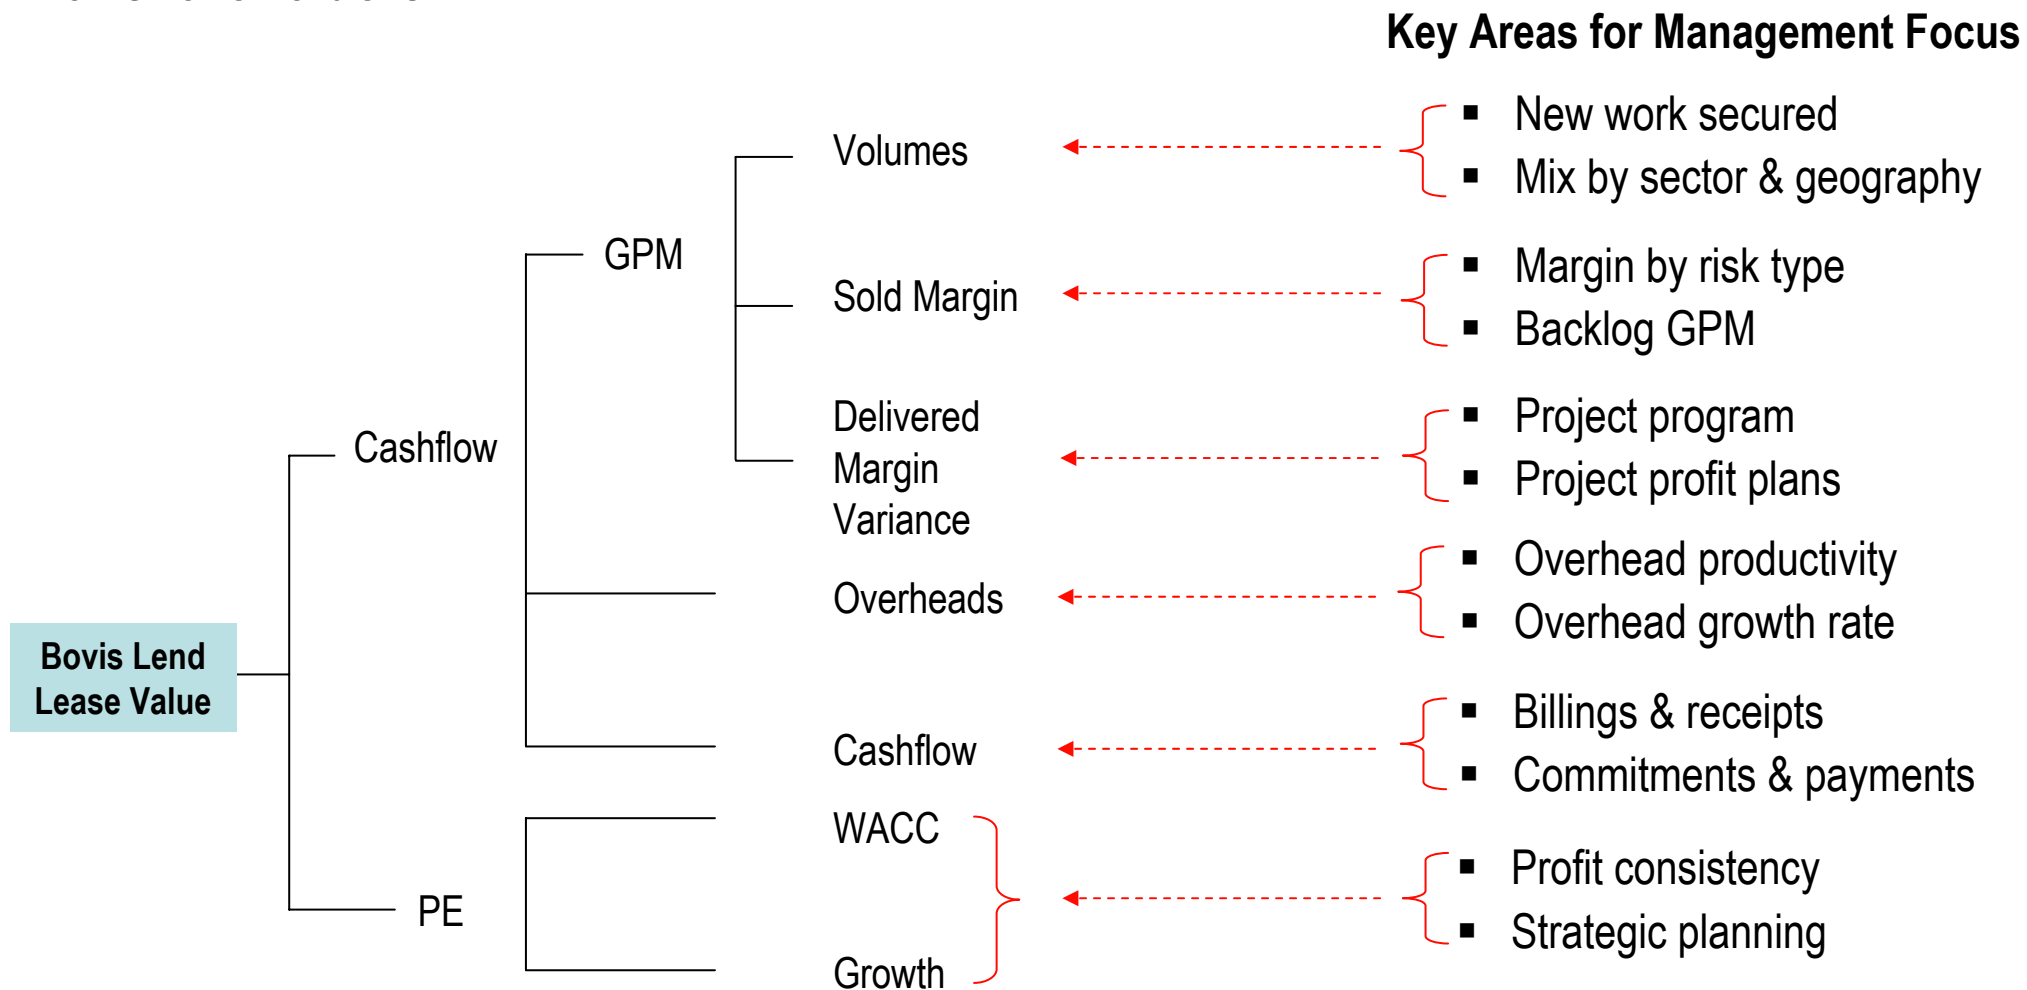 Key Areas for Management Focus
New work secured
Volumes
Mix by sector & geography
GPM
Margin by risk type
Sold Margin
Backlog GPM
Delivered
Margin
Variance
Project program
Cashflow
Project profit plans
Overhead productivity
Overheads
Overhead growth rate
Bovis Lend
Lease Value
Billings & receipts
Cashflow
Commitments & payments
WACC
Profit consistency
PE
Strategic planning
Growth